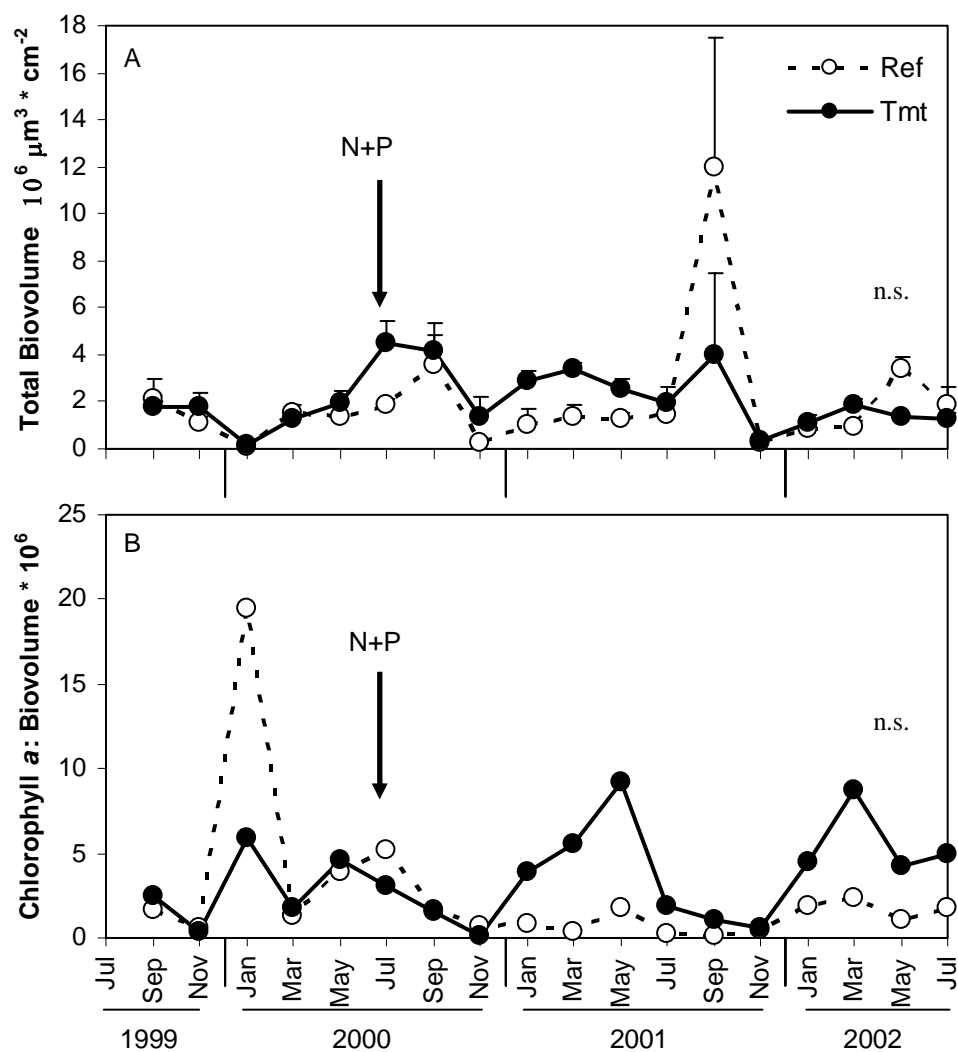 Total Biovolume 10⁶ μm³ * cm⁻²
18
16
14
12
10
8
6
4
2
0
A
N+P
Ref
Tmt
n.s.
Chlorophyll a: Biovolume * 10⁶
25
20
15
10
5
0
B
N+P
n.s.
Jul
Sep
Nov
Jan
Mar
May
Jul
Sep
Nov
Jan
Mar
May
Jul
Sep
Nov
Jan
Mar
May
Jul
1999
2000
2001
2002